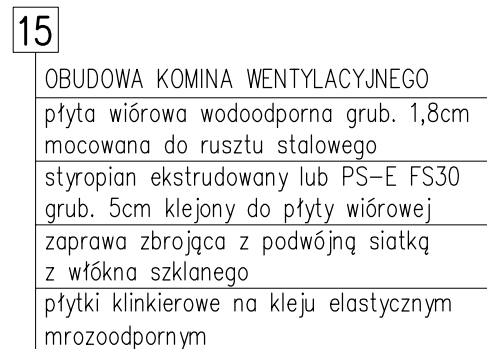 15
OBUDOWA KOMINA WENTYLACYJNEGO
płyta wiórowa wodoodporna grub. 1,8cm
mocowana do rusztu stalowego
styropian ekstrudowany lub PS-E FS30
grub. 5cm klejony do płyty wiórowej
zaprawa zbrojąca z podwójną siatką
z włókna szklanego
płytki klinkierowe na kleju elastycznym
mrozoodpornym